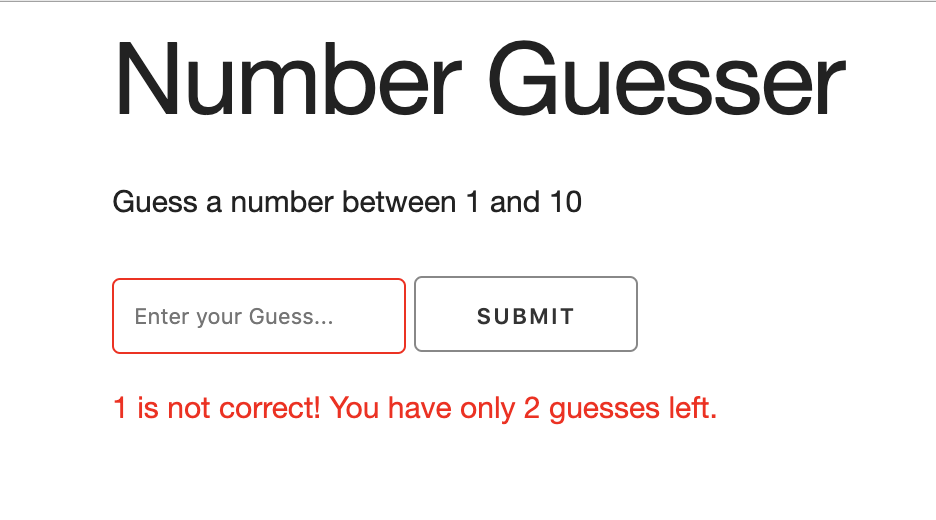 Number Guesser
Guess a number between 1 and 10
Enter your Guess... SUBMIT
1 is not correct! You have only 2 guesses left.